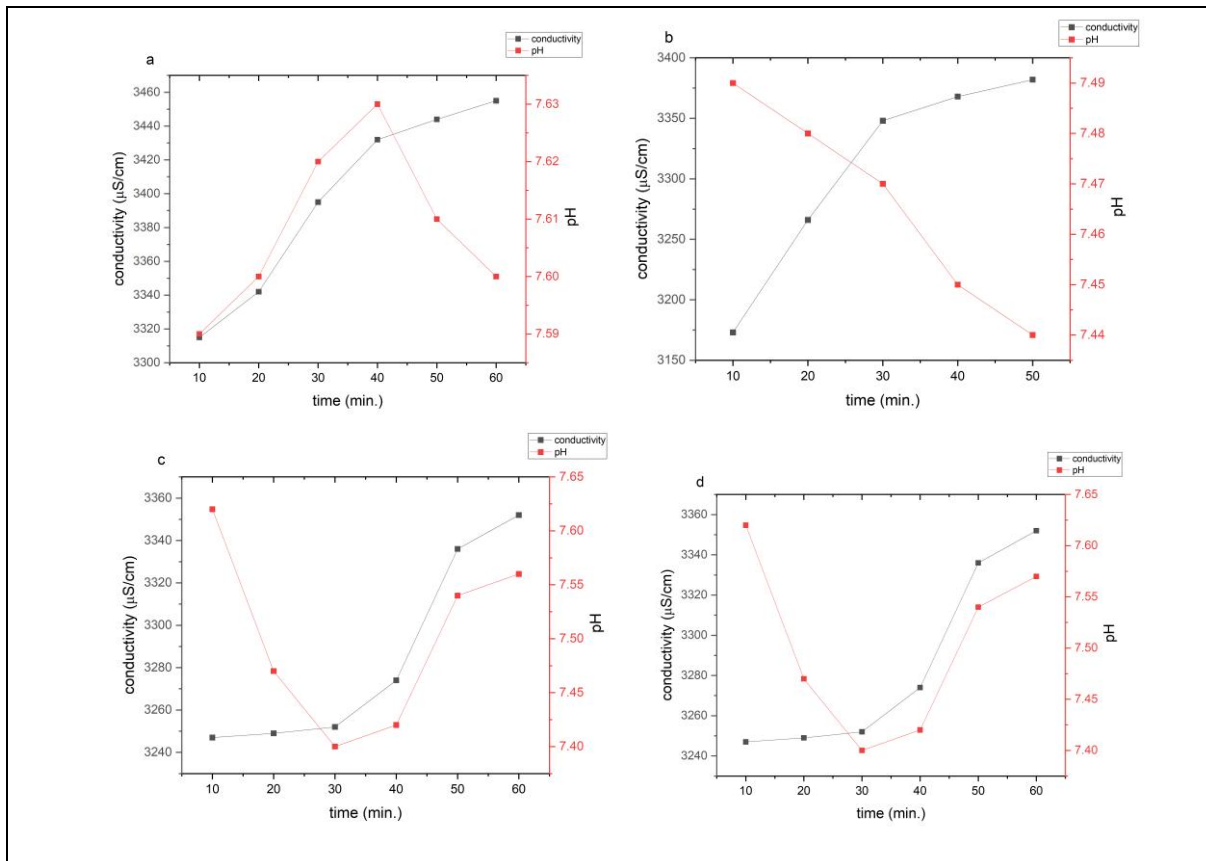 a
conductivity
pH
3460
3440
3420
3400
3380
3360
3340
3320
3300
conductivity (µS/cm)
7.63
7.62
7.61
7.60
7.59
pH
10 20 30 40 50 60
time (min.)
b
conductivity
pH
3400
3350
3300
3250
3200
3150
conductivity (µS/cm)
7.49
7.48
7.47
7.46
7.45
7.44
pH
10 20 30 40 50
time (min.)
c
conductivity
pH
3360
3340
3320
3300
3280
3260
3240
conductivity (µS/cm)
7.65
7.60
7.55
7.50
7.45
7.40
pH
10 20 30 40 50 60
time (min.)
d
conductivity
pH
3360
3340
3320
3300
3280
3260
3240
conductivity (µS/cm)
7.65
7.60
7.55
7.50
7.45
7.40
pH
10 20 30 40 50 60
time (min.)